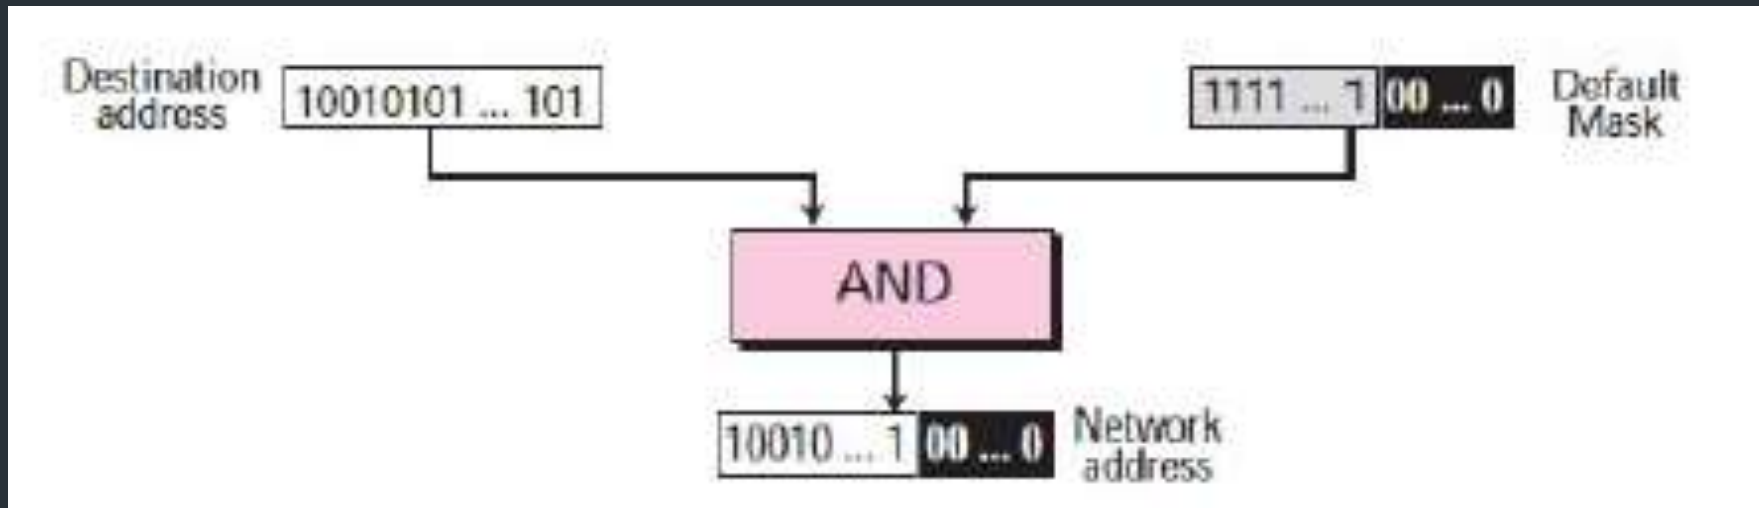 Destination
address
10010101 ... 101
1111 ... 1 00 ... 0
Default
Mask
AND
10010 ... 1 00 ... 0
Network
address